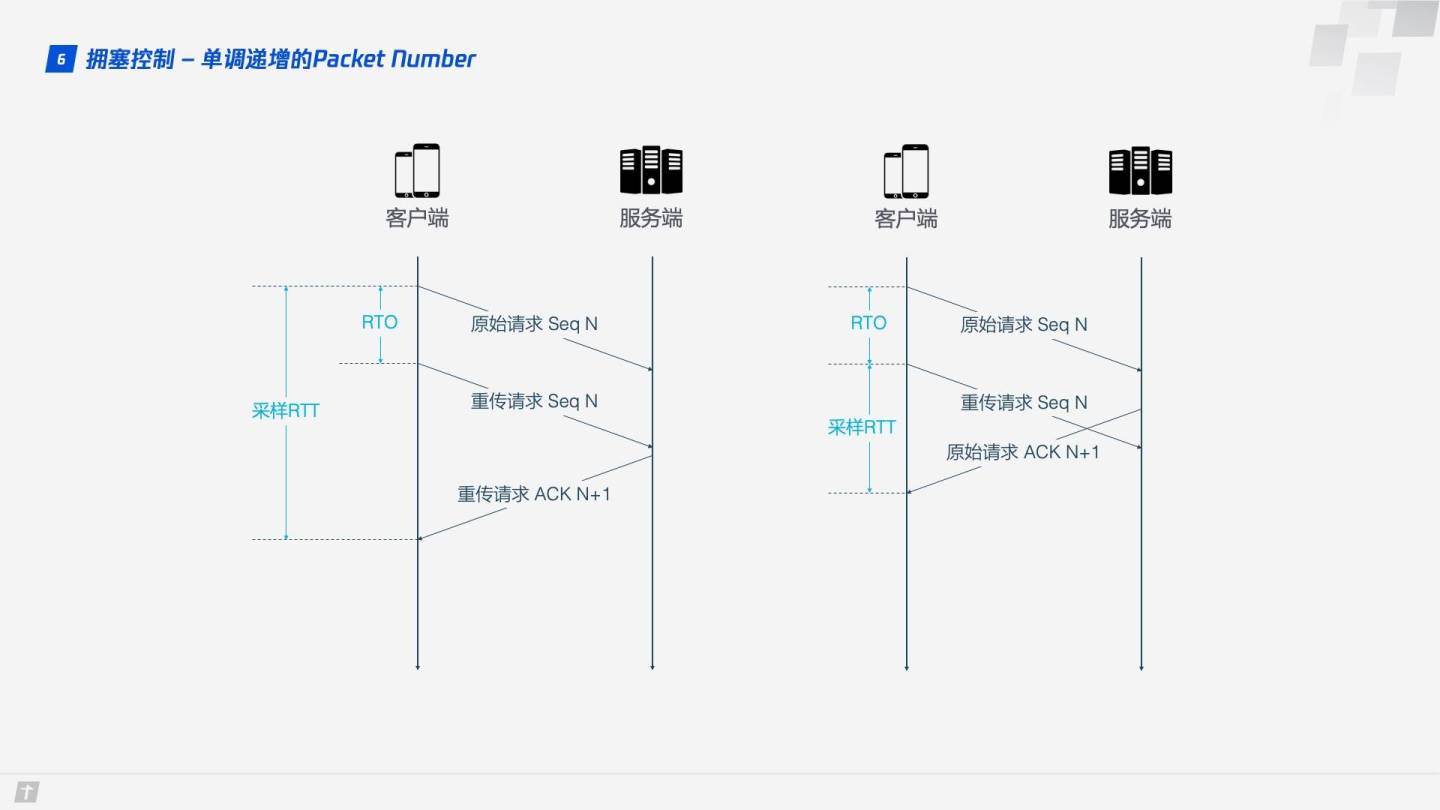 6 拥塞控制 – 单调递增的Packet Number
客户端
服务端
RTO
原始请求 Seq N
重传请求 Seq N
采样RTT
重传请求 ACK N+1
客户端
服务端
RTO
原始请求 Seq N
重传请求 Seq N
采样RTT
原始请求 ACK N+1